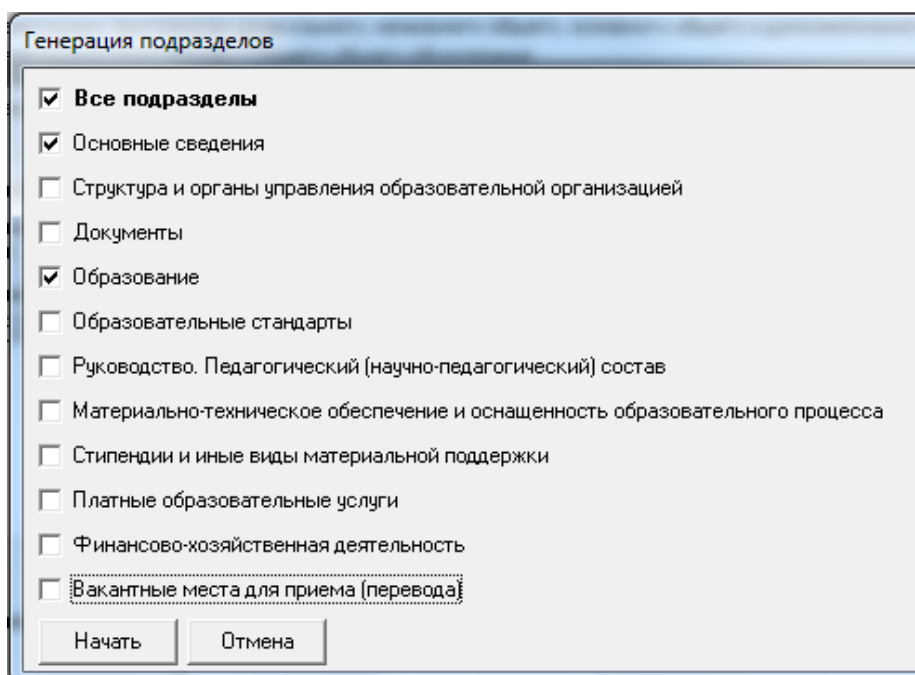 Генерация подразделов
Все подразделы
Основные сведения
Структура и органы управления образовательной организацией
Документы
Образование
Образовательные стандарты
Руководство. Педагогический (научно-педагогический) состав
Материально-техническое обеспечение и оснащенность образовательного процесса
Стипендии и иные виды материальной поддержки
Платные образовательные услуги
Финансово-хозяйственная деятельность
Вакантные места для приема (перевода)
Начать Отмена